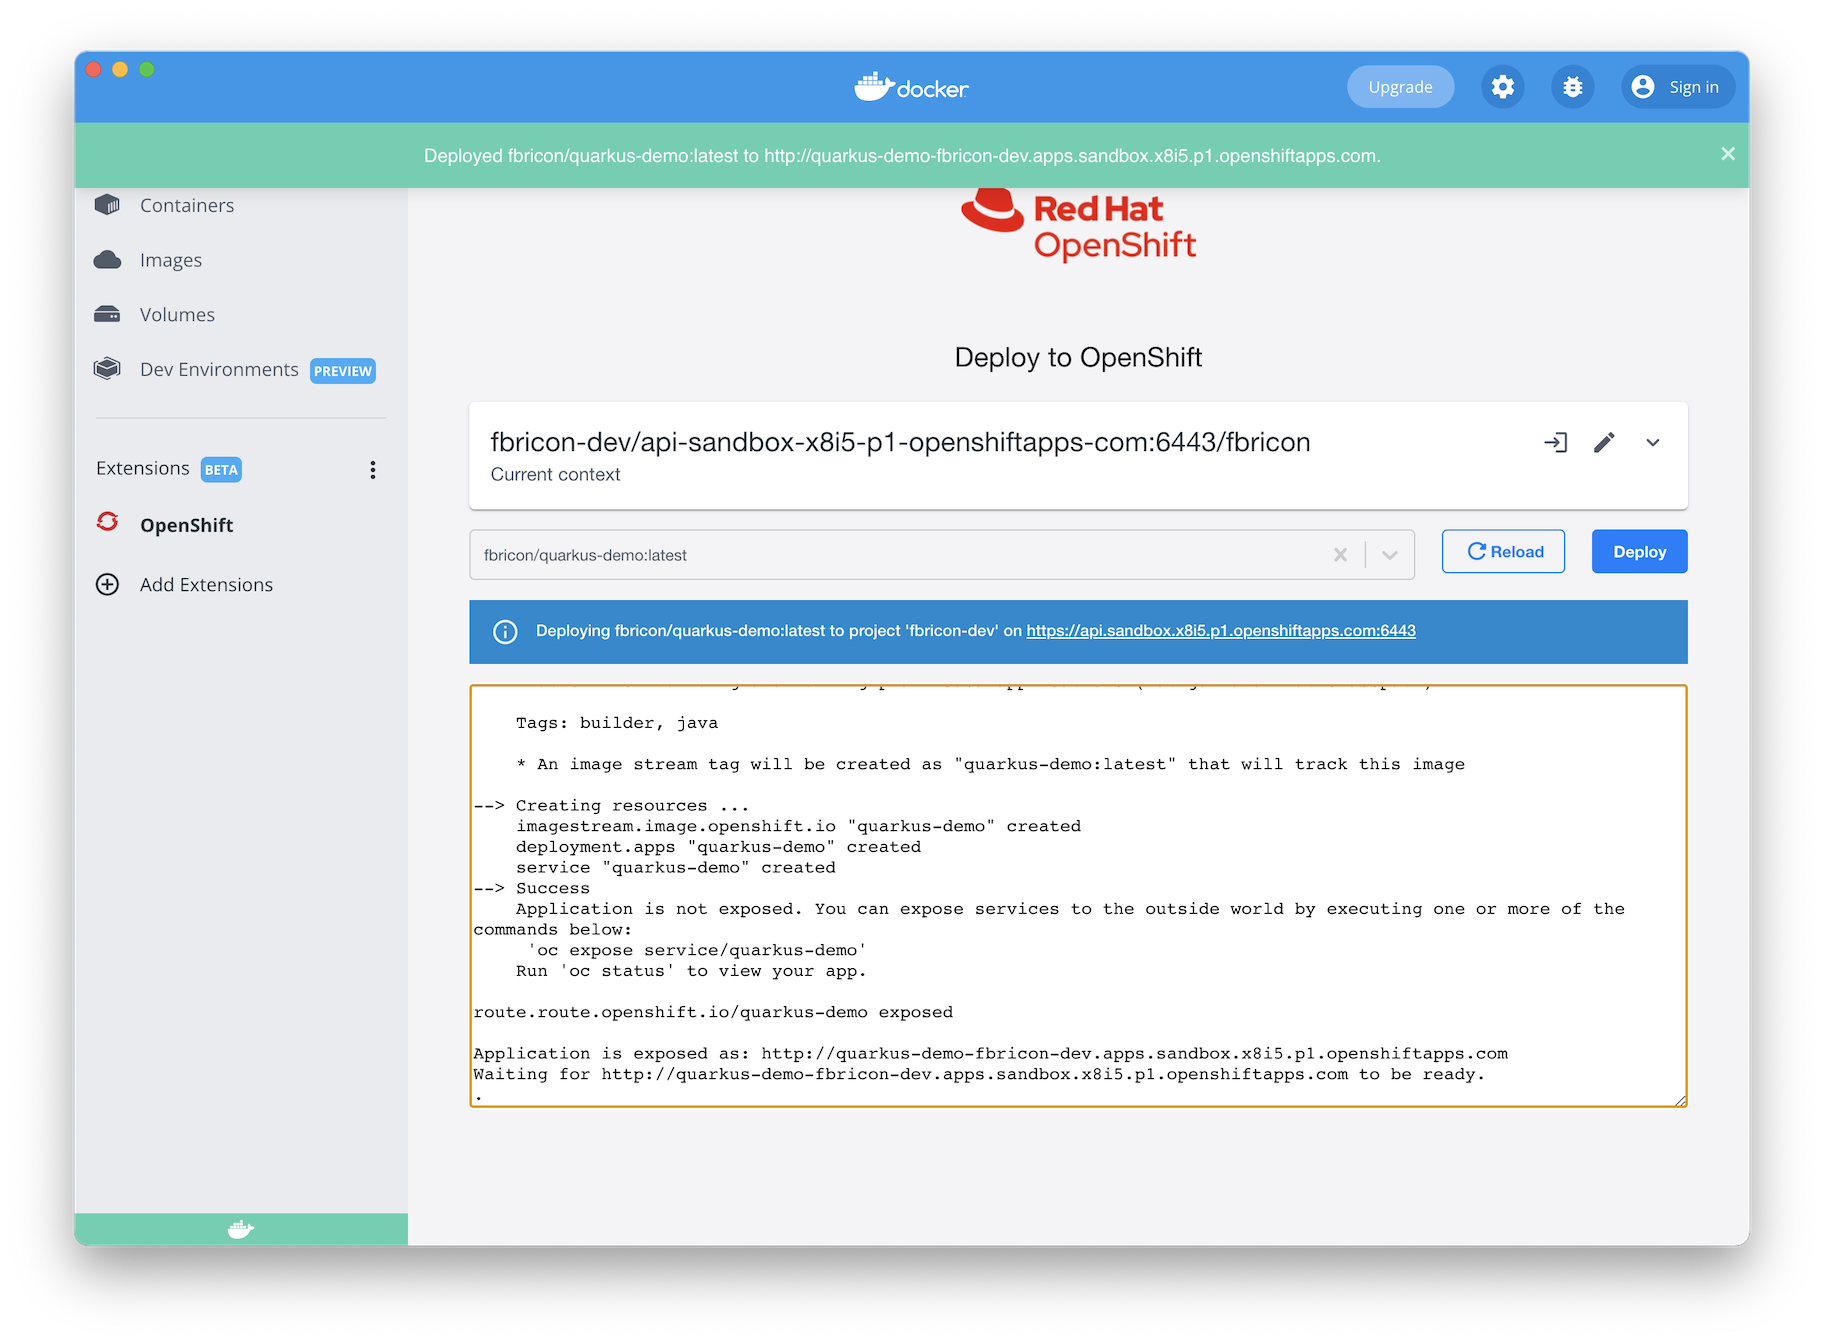 docker
Upgrade
Sign in
Deployed fbricon/quarkus-demo:latest to http://quarkus-demo-fbricon-dev.apps.sandbox.x8i5.p1.openshiftapps.com.
Containers
Images
Volumes
Dev Environments PREVIEW
Extensions BETA
OpenShift
Add Extensions
Red Hat
OpenShift
Deploy to OpenShift
fbricon-dev/api-sandbox-x8i5-p1-openshiftapps-com:6443/fbricon
Current context
fbricon/quarkus-demo:latest
Reload
Deploy
Deploying fbricon/quarkus-demo:latest to project 'fbricon-dev' on https://api.sandbox.x8i5.p1.openshiftapps.com:6443
Tags: builder, java
* An image stream tag will be created as "quarkus-demo:latest" that will track this image
--> Creating resources ...
imagestream.image.openshift.io "quarkus-demo" created
deployment.apps "quarkus-demo" created
service "quarkus-demo" created
--> Success
Application is not exposed. You can expose services to the outside world by executing one or more of the
commands below:
'oc expose service/quarkus-demo'
Run 'oc status' to view your app.
route.route.openshift.io/quarkus-demo exposed
Application is exposed as: http://quarkus-demo-fbricon-dev.apps.sandbox.x8i5.p1.openshiftapps.com
Waiting for http://quarkus-demo-fbricon-dev.apps.sandbox.x8i5.p1.openshiftapps.com to be ready.
.